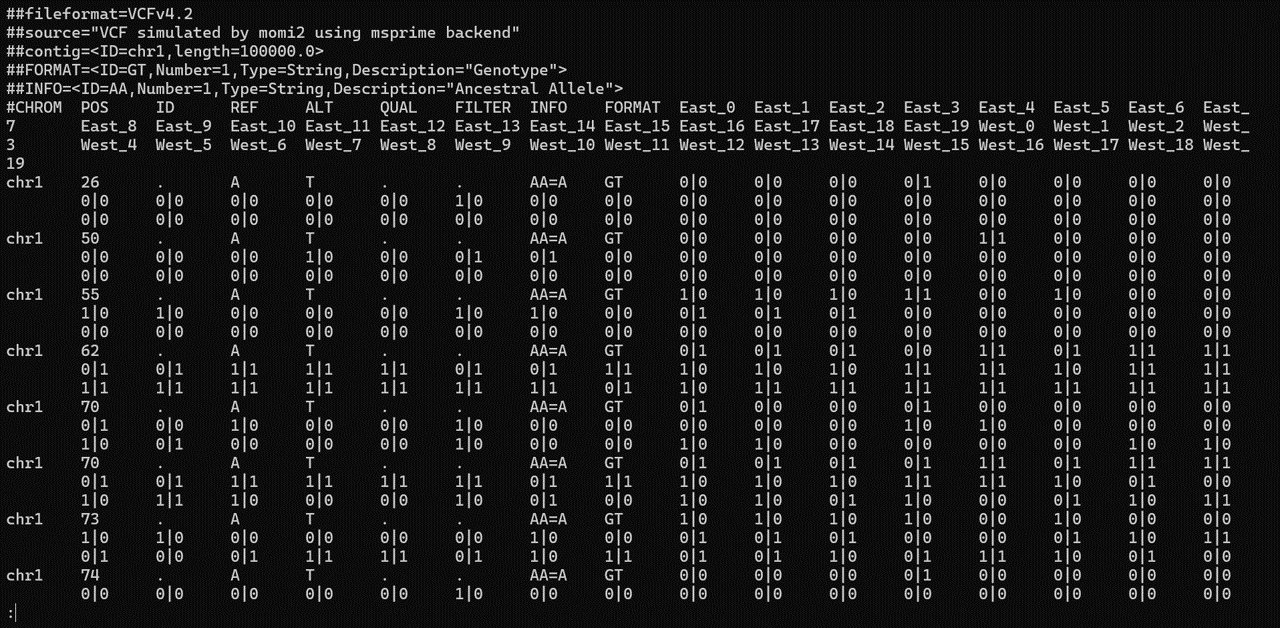 ##fileformat=VCFv4.2
##source="VCF simulated by momi2 using msprime backend"
##contig=<ID=chr1,length=100000.0>
##FORMAT=<ID=GT,Number=1,Type=String,Description="Genotype">
##INFO=<ID=AA,Number=1,Type=String,Description="Ancestral Allele">
#CHROM POS ID REF ALT QUAL FILTER INFO FORMAT East_0 East_1 East_2 East_3 East_4 East_5 East_6 East_
7 East_8 East_9 East_10 East_11 East_12 East_13 East_14 East_15 East_16 East_17 East_18 East_19 West_0 West_1 West_2 West_
3 West_4 West_5 West_6 West_7 West_8 West_9 West_10 West_11 West_12 West_13 West_14 West_15 West_16 West_17 West_18 West_
19
chr1 26 . A T . . AA=A GT 0|0 0|0 0|0 0|1 0|0 0|0 0|0 0|0
0|0 0|0 0|0 0|0 0|0 1|0 0|0 0|0 0|0 0|0 0|0 0|0 0|0 0|0 0|0 0|0
0|0 0|0 0|0 0|0 0|0 0|0 0|0 0|0 0|0 0|0 0|0 0|0 0|0 0|0 0|0 0|0
chr1 50 . A T . . AA=A GT 0|0 0|0 0|0 0|0 1|1 0|0 0|0 0|0
0|0 0|0 0|0 1|0 0|0 0|1 0|1 0|0 0|0 0|0 0|0 0|0 0|0 0|0 0|0 0|0
0|0 0|0 0|0 0|0 0|0 0|0 0|0 0|0 0|0 0|0 0|0 0|0 0|0 0|0 0|0 0|0
chr1 55 . A T . . AA=A GT 1|0 1|0 1|0 1|1 0|0 1|0 0|0 0|0
1|0 1|0 0|0 0|0 0|0 1|0 1|0 0|0 0|1 0|1 0|1 0|0 0|0 0|0 0|0 0|0
0|0 0|0 0|0 0|0 0|0 0|0 0|0 0|0 0|0 0|0 0|0 0|0 0|0 0|0 0|0 0|0
chr1 62 . A T . . AA=A GT 0|1 0|1 0|1 0|0 1|1 0|1 1|1 1|1
0|1 0|1 1|1 1|1 1|1 0|1 0|1 1|1 1|0 1|0 1|0 1|1 1|1 1|0 1|1 1|1
1|1 1|1 1|1 1|1 1|1 1|1 1|1 0|1 1|0 1|0 1|0 1|1 1|1 1|1 1|1 1|1
chr1 70 . A T . . AA=A GT 0|1 0|0 0|0 0|1 0|0 0|0 0|0 0|0
0|1 0|0 1|0 0|0 0|0 1|0 0|0 0|0 0|0 0|0 0|0 1|0 1|0 0|0 0|0 0|0
1|0 0|1 0|0 0|0 0|0 1|0 0|0 0|0 1|0 1|0 0|0 0|0 0|0 0|0 1|0 1|0
chr1 70 . A T . . AA=A GT 0|1 0|1 0|1 0|1 1|1 0|1 1|1 1|1
0|1 0|1 1|1 1|1 1|1 1|1 0|1 1|1 1|0 1|0 1|0 1|1 1|1 1|0 0|1 0|0
1|0 1|1 1|0 0|0 0|0 1|0 0|1 0|0 1|0 1|0 0|1 1|0 0|0 0|1 1|0 1|1
chr1 73 . A T . . AA=A GT 1|0 1|0 1|0 1|0 0|0 1|0 0|0 0|0
1|0 1|0 0|0 0|0 0|0 0|0 1|0 0|0 0|1 0|1 0|1 0|0 0|0 0|1 1|0 1|1
0|1 0|0 0|1 1|1 1|1 0|1 1|0 1|1 0|1 0|1 1|0 0|1 1|1 1|0 0|1 0|0
chr1 74 . A T . . AA=A GT 0|0 0|0 0|0 0|1 0|0 0|0 0|0 0|0
0|0 0|0 0|0 0|0 0|0 1|0 0|0 0|0 0|0 0|0 0|0 0|0 0|0 0|0 0|0 0|0
: